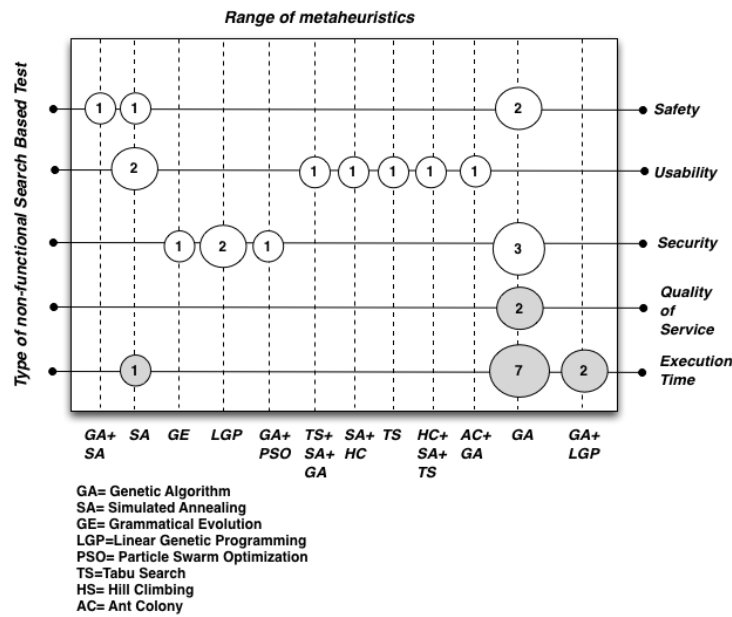 Range of metaheuristics
Type of non-functional Search Based Test
1 1 2 Safety
2 1 1 1 1 1 Usability
1 2 1 3 Security
2 Quality
of
Service
1 7 2 Execution
Time
GA+ SA GE LGP GA+ TS+ SA+ TS HC+ AC+ GA GA+
SA PSO SA+ HC SA+ GA LGP
GA TS
GA= Genetic Algorithm
SA= Simulated Annealing
GE= Grammatical Evolution
LGP=Linear Genetic Programming
PSO= Particle Swarm Optimization
TS=Tabu Search
HS= Hill Climbing
AC= Ant Colony